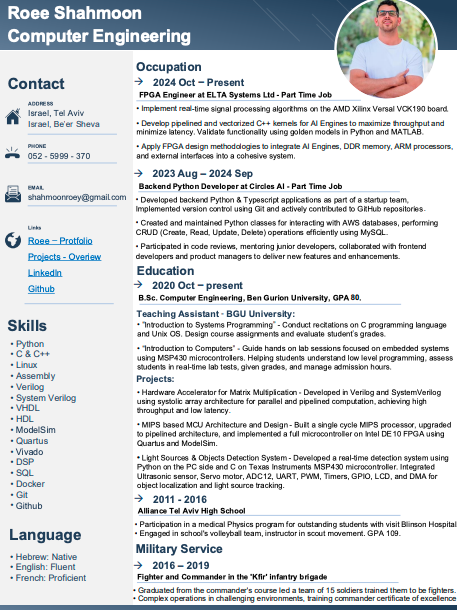 Roee Shahmoon
Computer Engineering
Contact
ADDRESS
Israel, Tel Aviv
Israel, Be'er Sheva
PHONE
052 - 5999 - 370
EMAIL
shahmoonroey@gmail.com
Links
Roee – Protfolio
Projects - Overiew
LinkedIn
Github
Skills
• Python
• C & C++
• Linux
• Assembly
• Verilog
• System Verilog
• VHDL
• HDL
• ModelSim
• Quartus
• Vivado
• DSP
• SQL
• Docker
• Git
• Github
Language
• Hebrew: Native
• English: Fluent
• French: Proficient
Occupation
2024 Oct – Present
FPGA Engineer at ELTA Systems Ltd - Part Time Job
• Implement real-time signal processing algorithms on the AMD Xilinx Versal VCK190 board.
• Develop pipelined and vectorized C++ kernels for AI Engines to maximize throughput and
minimize latency. Validate functionality using golden models in Python and MATLAB.
• Apply FPGA design methodologies to integrate AI Engines, DDR memory, ARM processors,
and external interfaces into a cohesive system.
2023 Aug – 2024 Sep
Backend Python Developer at Circles AI - Part Time Job
• Developed backend Python & Typescript applications as part of a startup team,
Implemented version control using Git and actively contributed to GitHub repositories.
• Created and maintained Python classes for interacting with AWS databases, performing
CRUD (Create, Read, Update, Delete) operations efficiently using MySQL.
• Participated in code reviews, mentoring junior developers, collaborated with frontend
developers and product managers to deliver new features and enhancements.
Education
2020 Oct – present
B.Sc. Computer Engineering, Ben Gurion University, GPA 80.
Teaching Assistant - BGU University:
• "Introduction to Systems Programming" - Conduct recitations on C programming language
and Unix OS. Design course assignments and evaluate student's grades.
• "Introduction to Computers" - Guide hands on lab sessions focused on embedded systems
using MSP430 microcontrollers. Helping students understand low level programming, assess
students in real-time lab tests, given grades, and manage admission hours.
Projects:
• Hardware Accelerator for Matrix Multiplication - Developed in Verilog and SystemVerilog
using systolic array architecture for parallel and pipelined computation, achieving high
throughput and low latency.
• MIPS based MCU Architecture and Design - Built a single cycle MIPS processor, upgraded
to pipelined architecture, and implemented a full microcontroller on Intel DE10 FPGA using
Quartus and ModelSim.
• Light Sources & Objects Detection System - Developed a real-time detection system using
Python on the PC side and C on Texas Instruments MSP430 microcontroller. Integrated
Ultrasonic sensor, Servo motor, ADC12, UART, PWM, Timers, GPIO, LCD, and DMA for
object localization and light source tracking.
2011 - 2016
Alliance Tel Aviv High School
• Participation in a medical Physics program for outstanding students with visit Blinson Hospital
• Engaged in school's volleyball team, instructor in scout movement. GPA 109.
Military Service
2016 – 2019
Fighter and Commander in the 'Kfir' infantry brigade
• Graduated from the commander's course led a team of 15 soldiers trained them to be fighters.
• Complex operations in challenging environments, training commander certificate of excellence